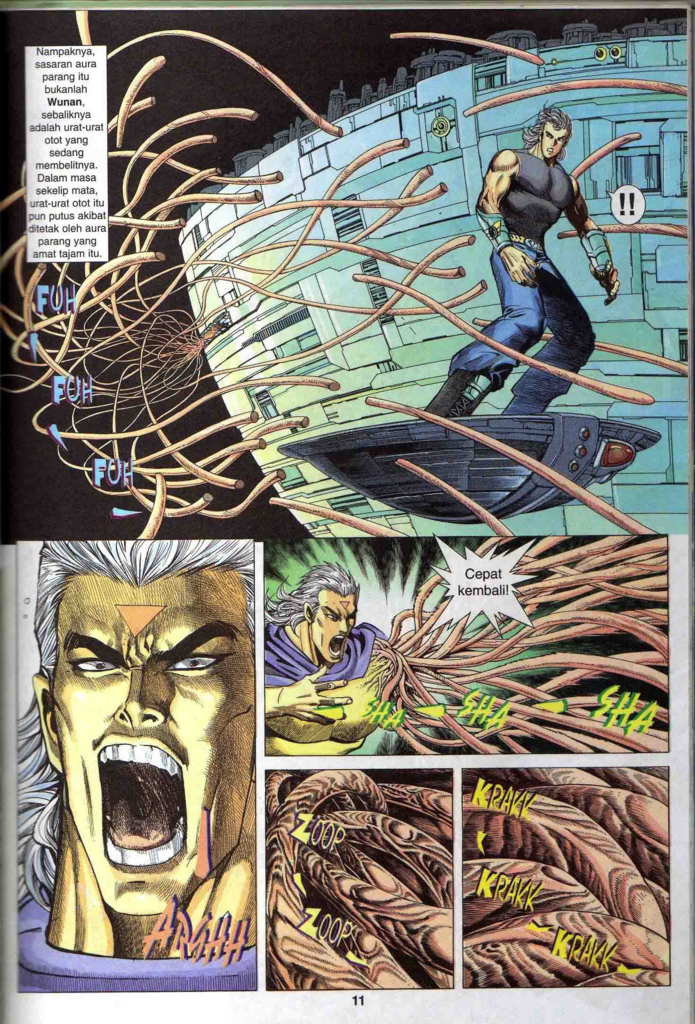 Nampaknya,
sasaran aura
parang itu
bukanlah
Wunan,
sebaliknya
adalah urat-urat
otot yang
sedang
membelitnya.
Dalam masa
sekelip mata,
urat-urat otot itu
pun putus akibat
ditetak oleh aura
parang yang
amat tajam itu.
!!
FUH
FUH
FUH
Cepat
kembali!
SHA
SHA
SHA
ARGHH
ZOOP
ZOOP
KRAKK
KRAKK
KRAKK
11